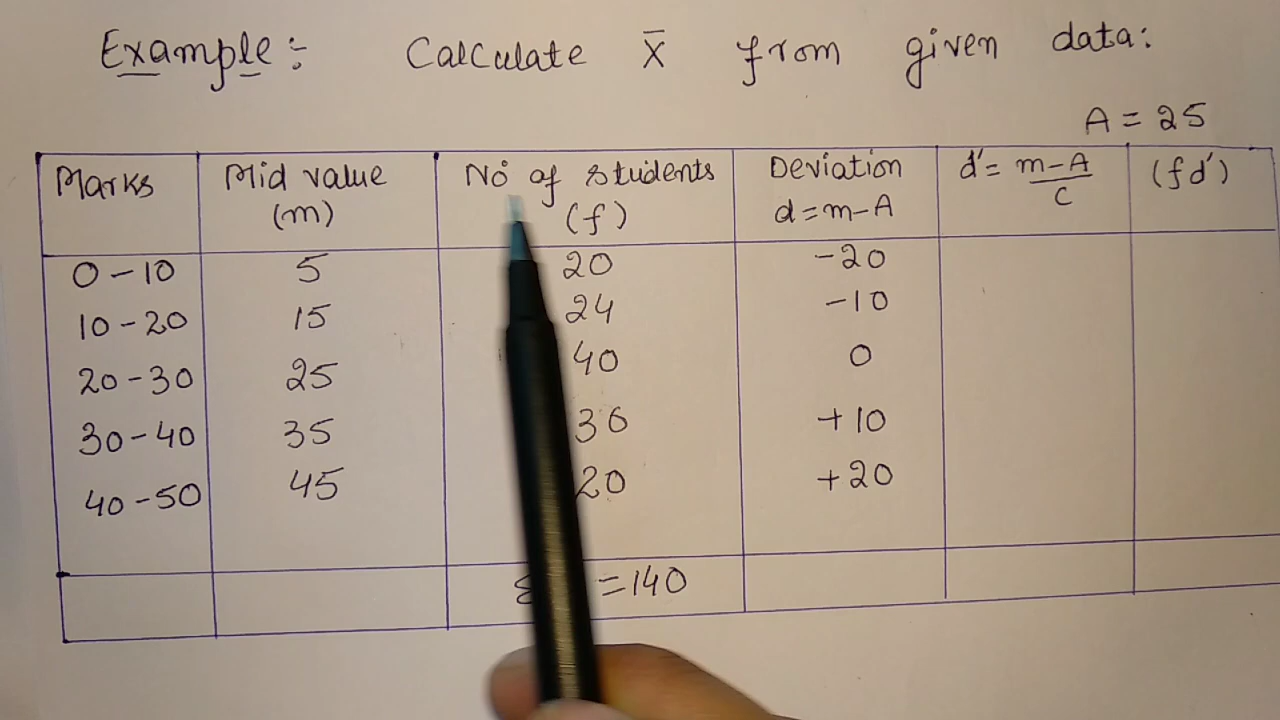 Example:- Calculate x̄ from given data:
A = 25
Marks | Mid value (m) | No of students (f) | Deviation d = m-A | d' = m-A/C | (fd')
0-10 | 5 | 20 | -20
10-20 | 15 | 24 | -10
20-30 | 25 | 40 | 0
30-40 | 35 | 36 | +10
40-50 | 45 | 20 | +20
=140